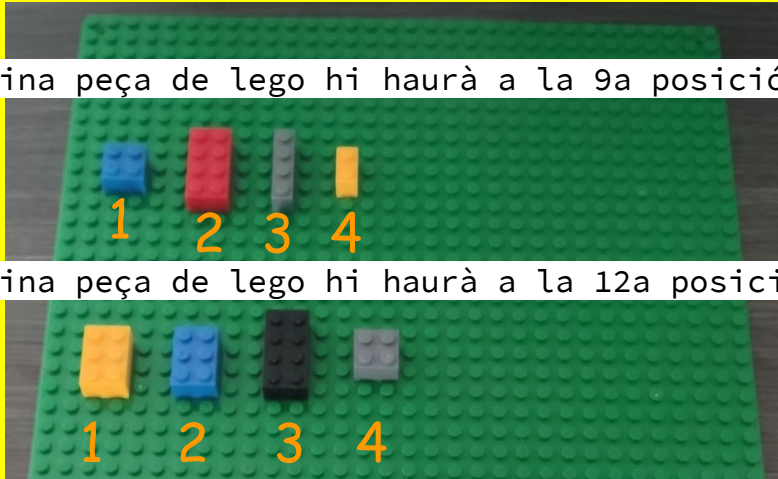 ina peça de lego hi haurà a la 9a posició
1 2 3 4
ina peça de lego hi haurà a la 12a posici
1 2 3 4